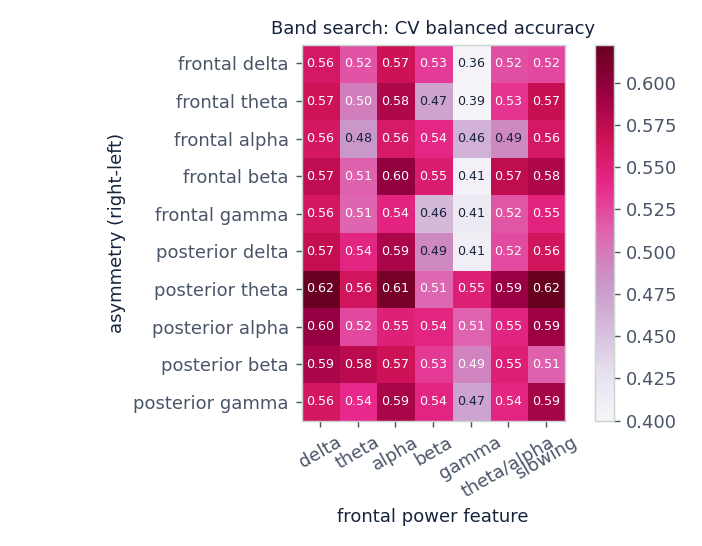 Band search: CV balanced accuracy
asymmetry (right-left)
frontal delta 0.56 0.52 0.57 0.53 0.36 0.52 0.52
frontal theta 0.57 0.50 0.58 0.47 0.39 0.53 0.57
frontal alpha 0.56 0.48 0.56 0.54 0.46 0.49 0.56
frontal beta 0.57 0.51 0.60 0.55 0.41 0.57 0.58
frontal gamma 0.56 0.51 0.54 0.46 0.41 0.52 0.55
posterior delta 0.57 0.54 0.59 0.49 0.41 0.52 0.56
posterior theta 0.62 0.56 0.61 0.51 0.55 0.59 0.62
posterior alpha 0.60 0.52 0.55 0.54 0.51 0.55 0.59
posterior beta 0.59 0.58 0.57 0.53 0.49 0.55 0.51
posterior gamma 0.56 0.54 0.59 0.54 0.47 0.54 0.59
delta theta alpha beta gamma theta/alpha slowing
frontal power feature
0.600
0.575
0.550
0.525
0.500
0.475
0.450
0.425
0.400